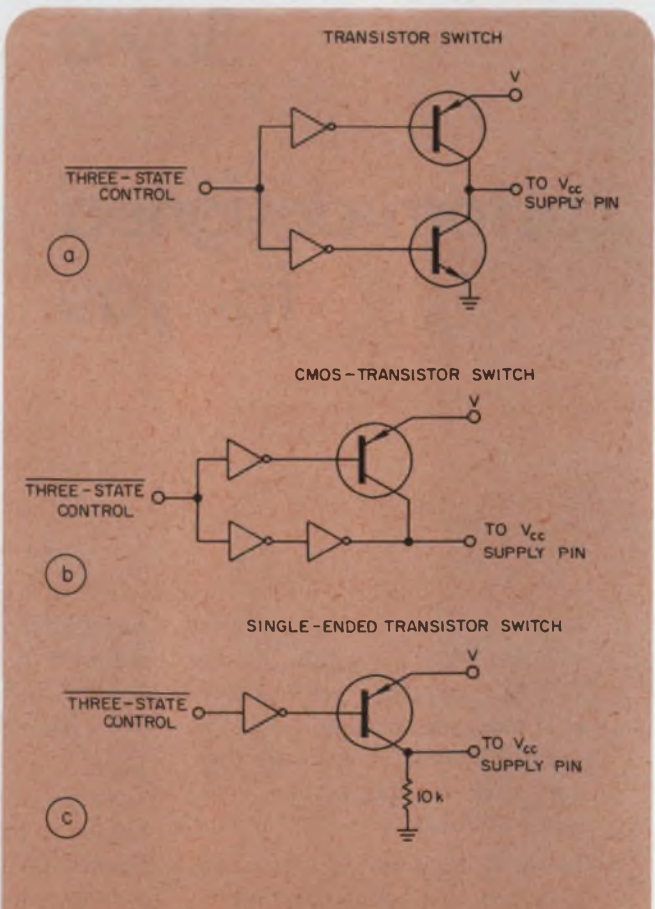 TRANSISTOR SWITCH
V
THREE-STATE
CONTROL
TO Vcc
SUPPLY PIN
a
CMOS-TRANSISTOR SWITCH
V
THREE-STATE
CONTROL
TO Vcc
SUPPLY PIN
b
SINGLE-ENDED TRANSISTOR SWITCH
V
THREE-STATE
CONTROL
TO Vcc
SUPPLY PIN
10k
c